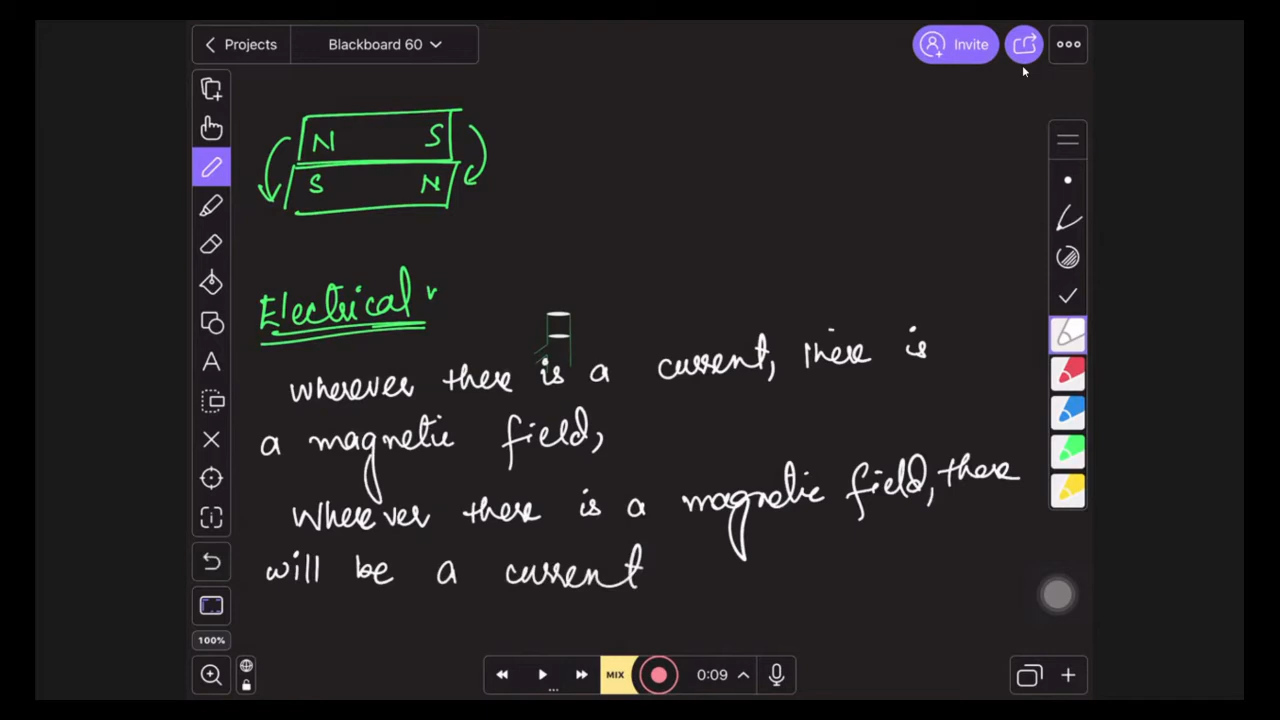 Projects
Blackboard 60
Invite
N S
S N
Electrical
wherever there is a current, there is
a magnetic field,
Wherever there is a magnetic field, there
will be a current
A
100%
MIX
0:09